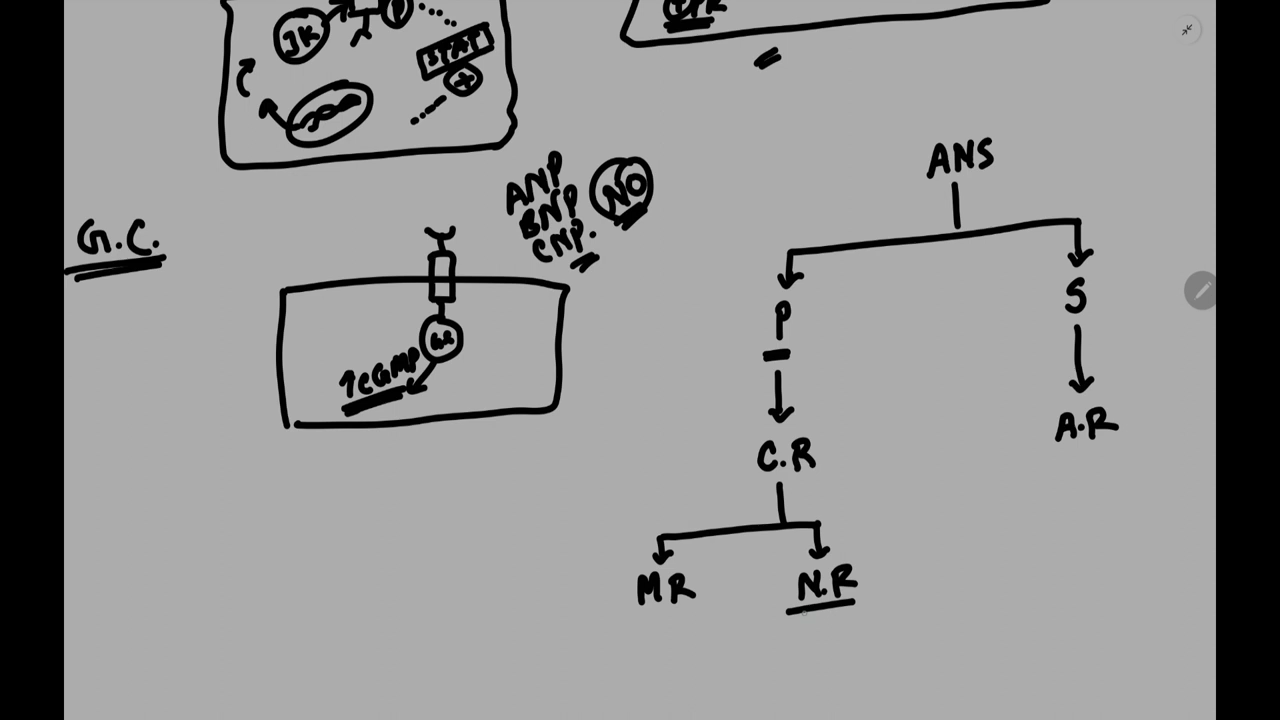 JK
P
STAT
+
G.C.
ANP
BNP
CNP.
NO
↑CGMP
ANS
P
S
C.R
A.R
MR
N.R